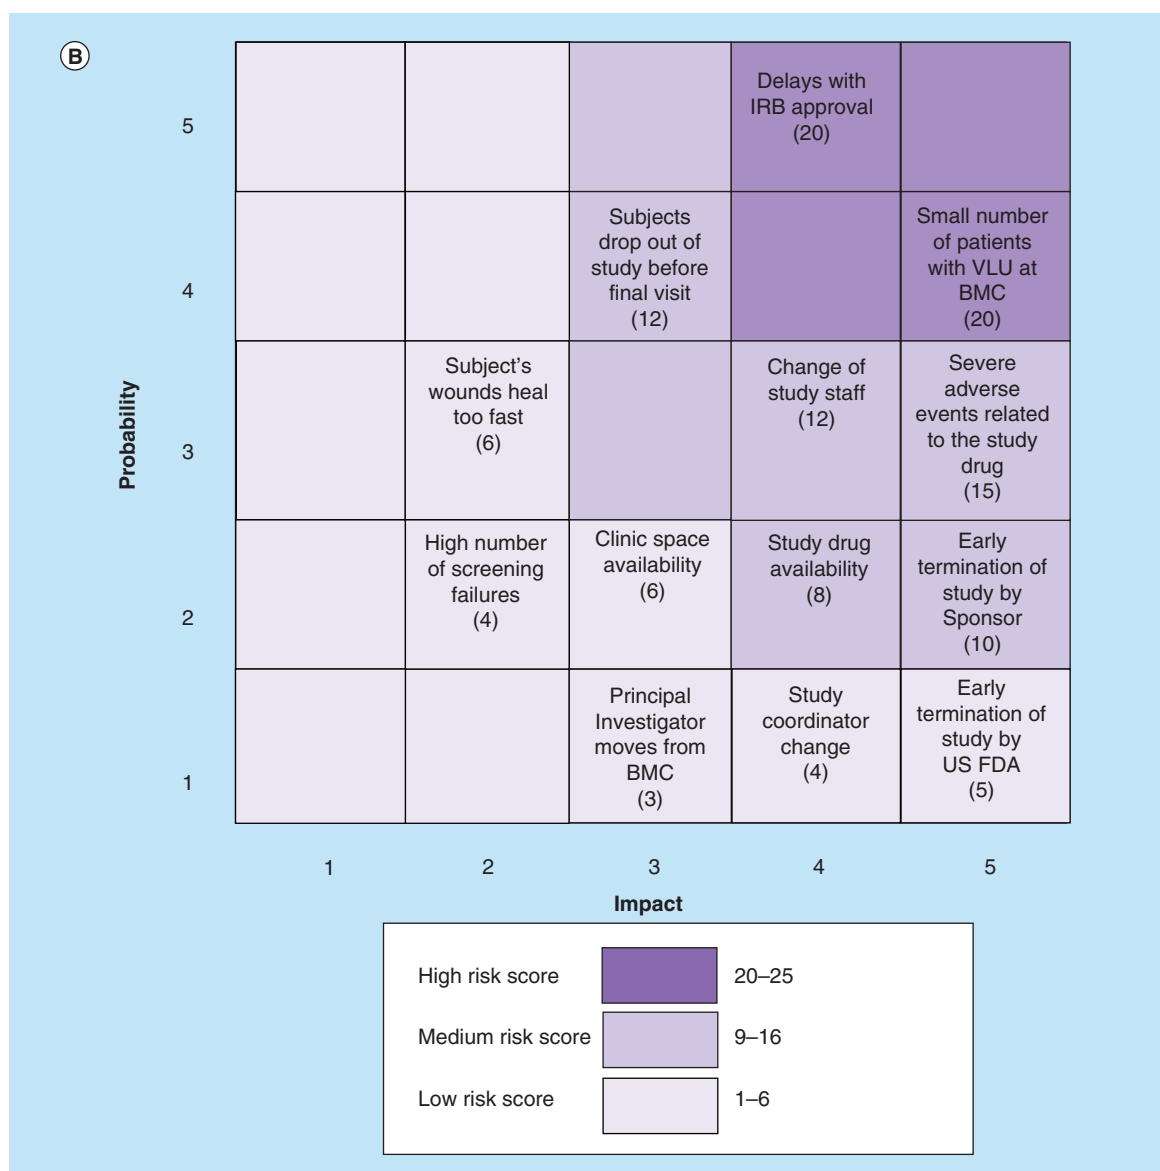 B
5
Delays with
IRB approval
(20)
4
Subjects
drop out of
study before
final visit
(12)
Small number
of patients
with VLU at
BMC
(20)
Probability
3
Subject’s
wounds heal
too fast
(6)
Change of
study staff
(12)
Severe
adverse
events related
to the study
drug
(15)
2
High number
of screening
failures
(4)
Clinic space
availability
(6)
Study drug
availability
(8)
Early
termination of
study by
Sponsor
(10)
1
Principal
Investigator
moves from
BMC
(3)
Study
coordinator
change
(4)
Early
termination of
study by
US FDA
(5)
1 2 3 4 5
Impact
High risk score 20–25
Medium risk score 9–16
Low risk score 1–6